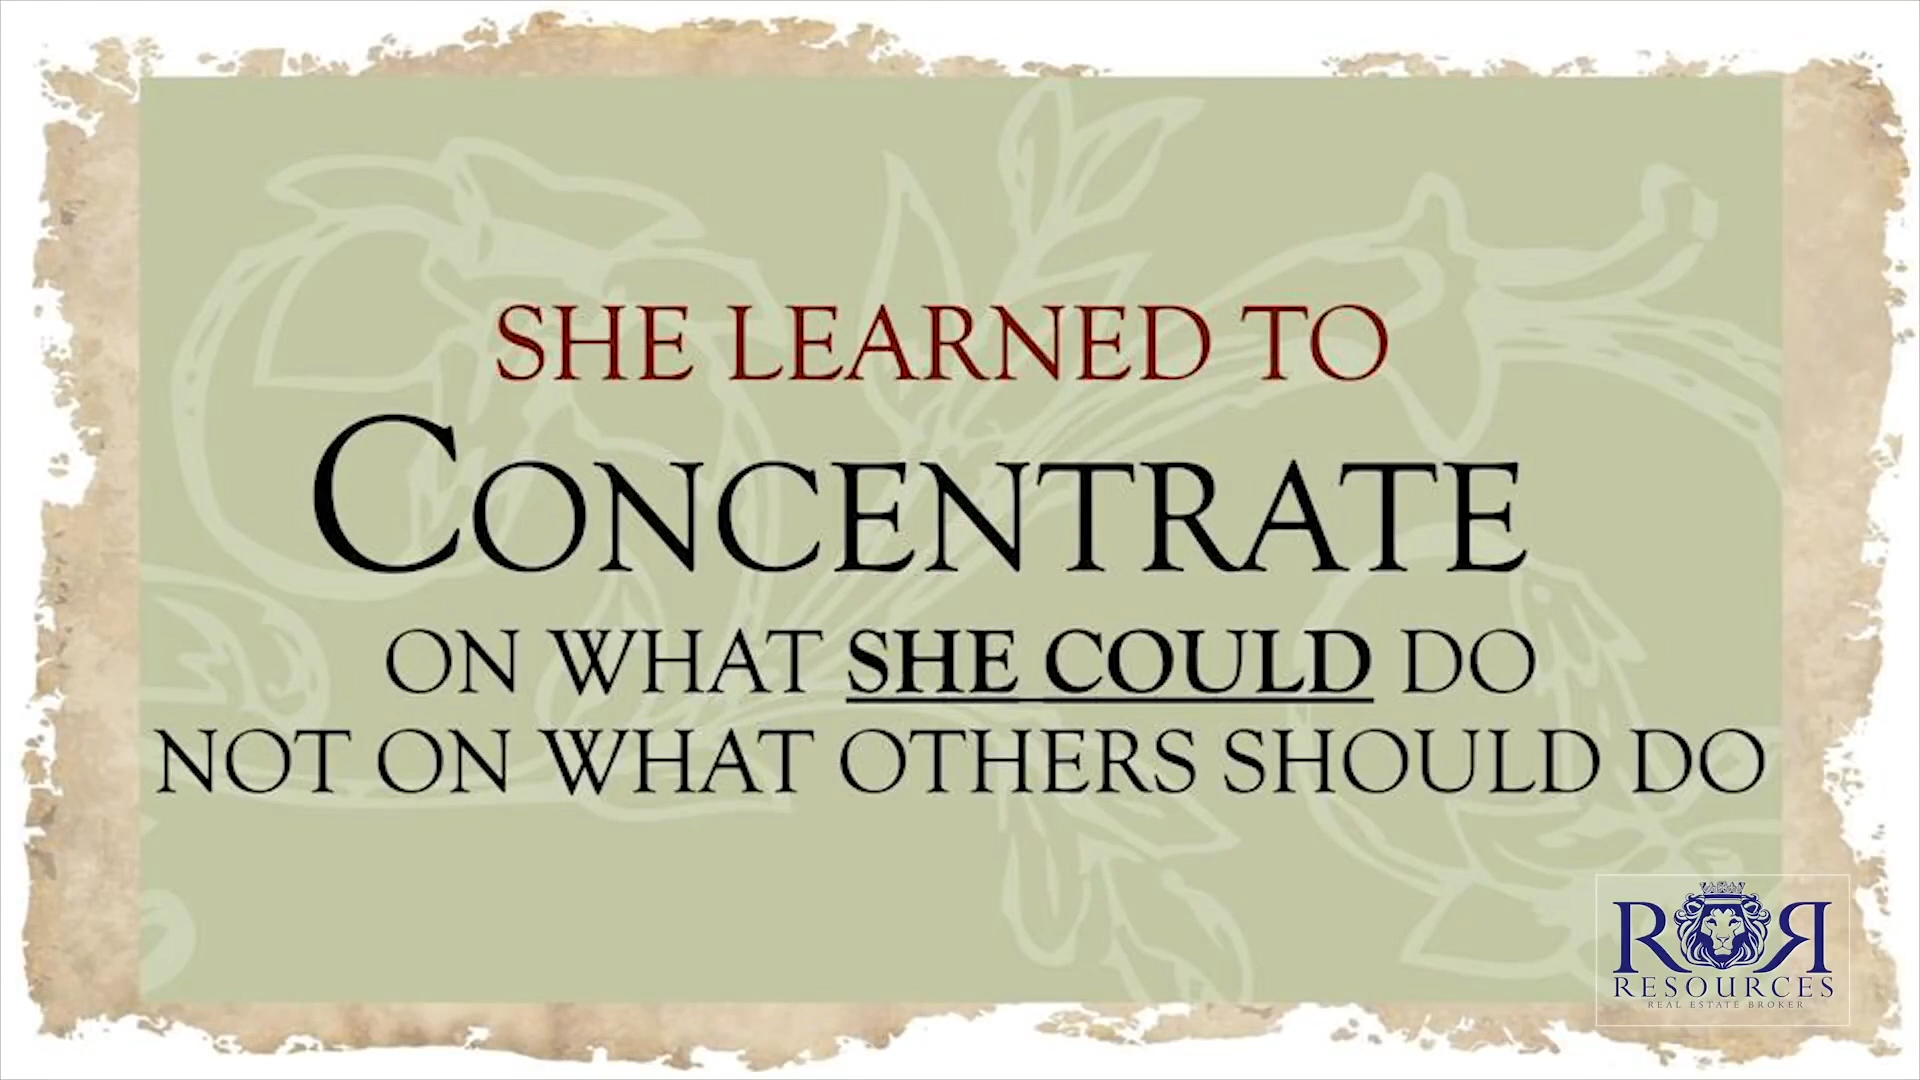 SHE LEARNED TO
CONCENTRATE
ON WHAT SHE COULD DO
NOT ON WHAT OTHERS SHOULD DO
R R
RESOURCES
REAL ESTATE BROKER